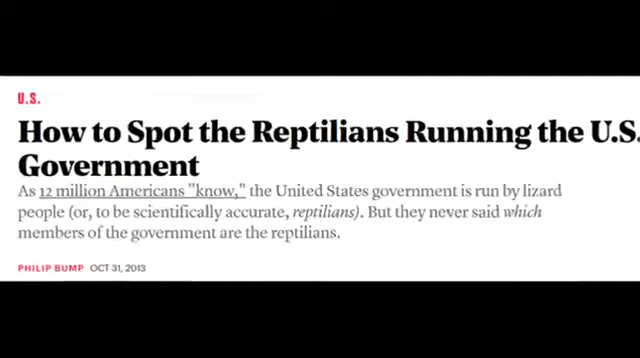 U.S.
How to Spot the Reptilians Running the U.S.
Government
As 12 million Americans "know," the United States government is run by lizard
people (or, to be scientifically accurate, reptilians). But they never said which
members of the government are the reptilians.
PHILIP BUMP OCT 31, 2013